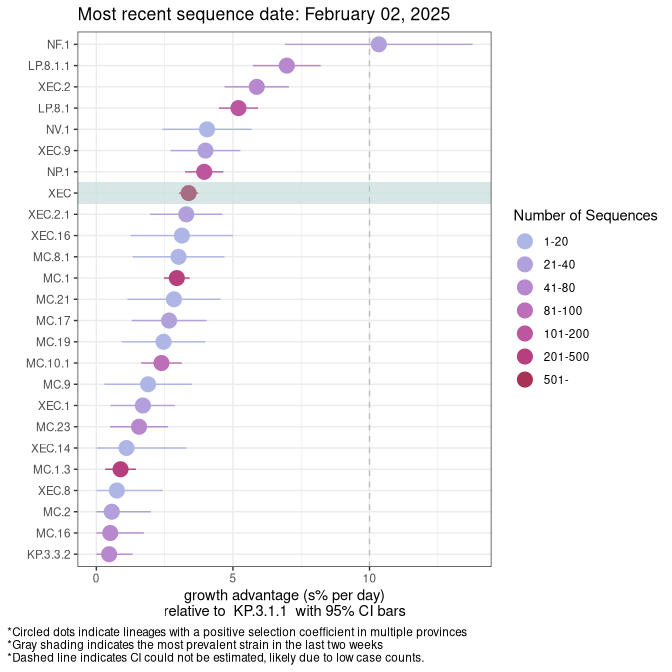 Most recent sequence date: February 02, 2025
NF.1
LP.8.1.1
XEC.2
LP.8.1
NV.1
XEC.9
NP.1
XEC
XEC.2.1
XEC.16
MC.8.1
MC.1
MC.21
MC.17
MC.19
MC.10.1
MC.9
XEC.1
MC.23
XEC.14
MC.1.3
XEC.8
MC.2
MC.16
KP.3.3.2
0 5 10
growth advantage (s% per day)
relative to KP.3.1.1 with 95% CI bars
Number of Sequences
1-20
21-40
41-80
81-100
101-200
201-500
501-
*Circled dots indicate lineages with a positive selection coefficient in multiple provinces
*Gray shading indicates the most prevalent strain in the last two weeks
*Dashed line indicates CI could not be estimated, likely due to low case counts.